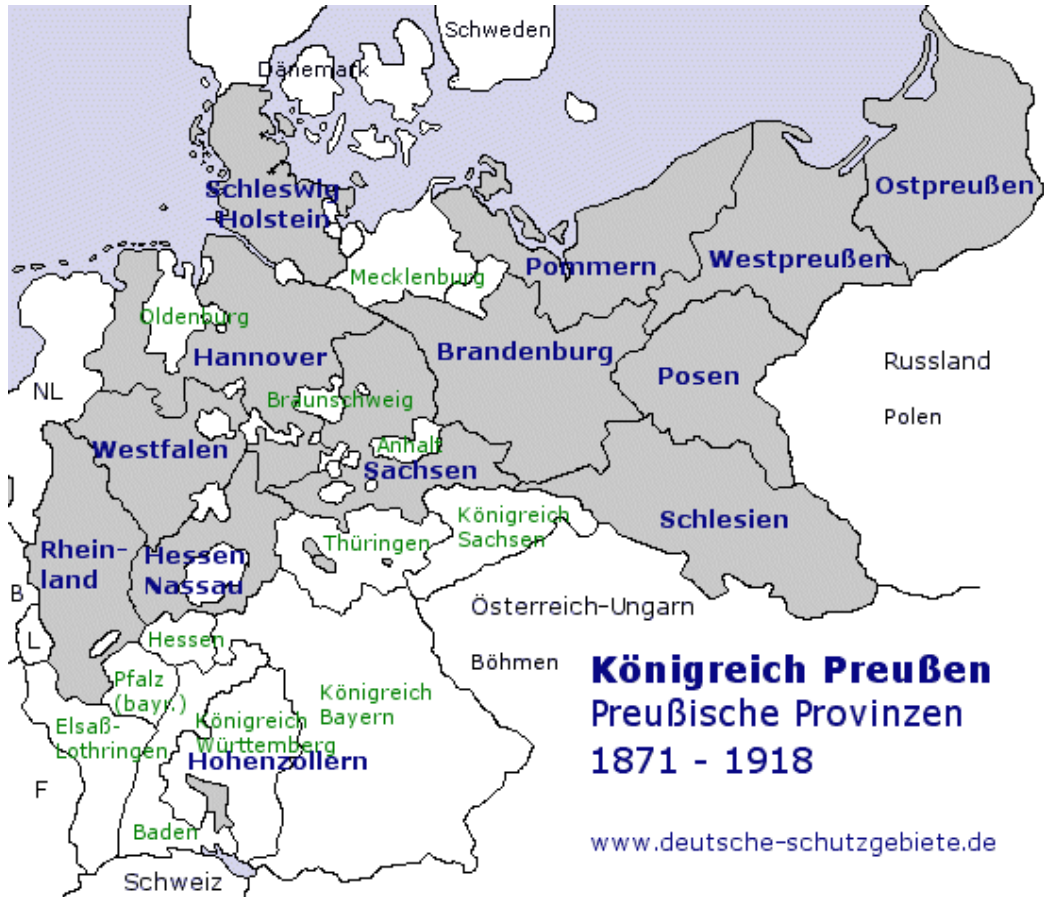 Schweden
Dänemark
Ostpreußen
Schleswig
-Holstein
Westpreußen
Pommern
Mecklenburg
Oldenburg
Brandenburg
Hannover
Russland
Posen
NL
Braunschweig
Polen
Anhalt
Westfalen
Sachsen
Königreich
Sachsen
Schlesien
Thüringen
Rhein-
land
Hessen
Nassau
B
Österreich-Ungarn
L
Hessen
Böhmen
Königreich Preußen
Pfalz
(bayr.)
Königreich
Bayern
Preußische Provinzen
Elsaß-
Lothringen
Königreich
Württemberg
Hohenzollern
1871 - 1918
F
Baden
www.deutsche-schutzgebiete.de
Schweiz